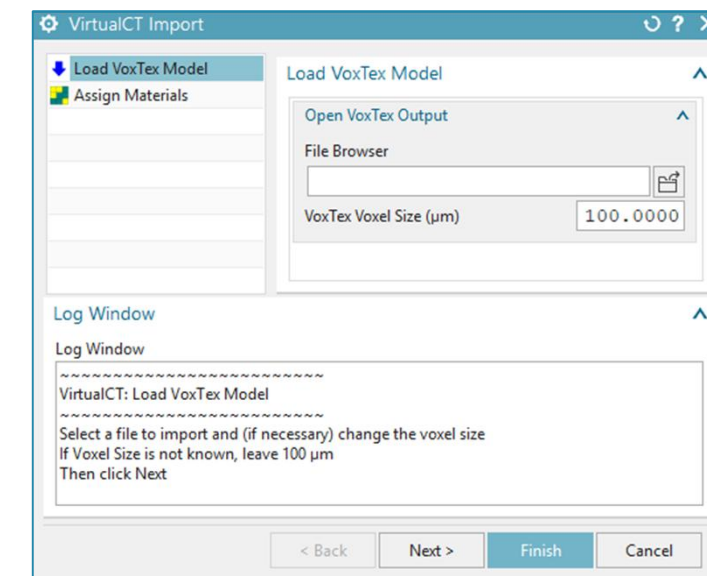 VirtualCT Import
?
Load VoxTex Model
Assign Materials
Load VoxTex Model
Open VoxTex Output
File Browser
VoxTex Voxel Size (µm)
100.0000
Log Window
Log Window
~~~~~~~~~~~~~~~~~~~~~~~~~
VirtualCT: Load VoxTex Model
~~~~~~~~~~~~~~~~~~~~~~~~~
Select a file to import and (if necessary) change the voxel size
If Voxel Size is not known, leave 100 µm
Then click Next
< Back
Next >
Finish
Cancel